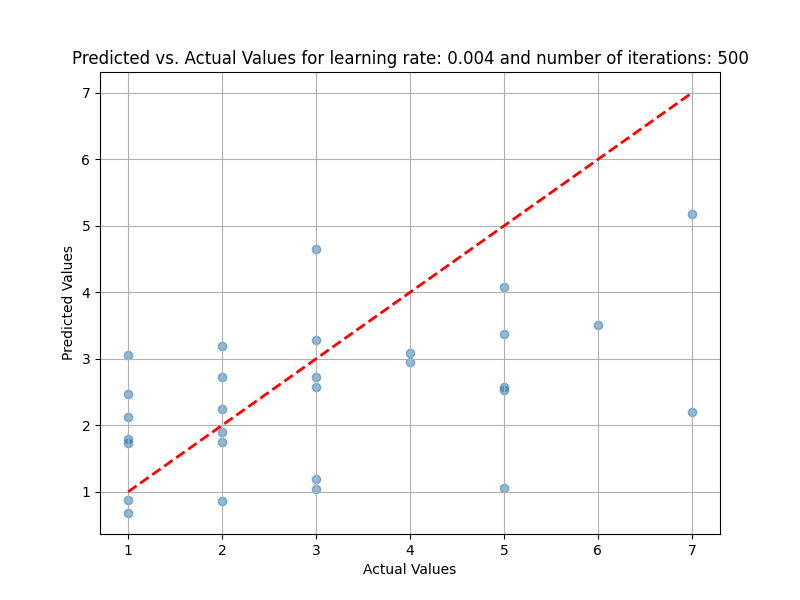 Predicted vs. Actual Values for learning rate: 0.004 and number of iterations: 500
7
6
5
4
3
2
1
Predicted Values
1 2 3 4 5 6 7
Actual Values